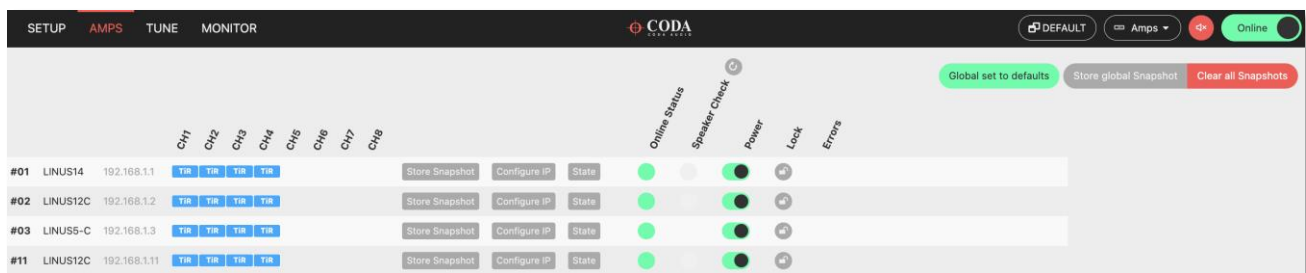 SETUP AMPS TUNE MONITOR CODA DEFAULT Amps Online
CODA AUDIO
Global set to defaults Store global Snapshot Clear all Snapshots
CH1 CH2 CH3 CH4 CH5 CH6 CH7 CH8 Online Status Speaker Check Power Lock Errors
#01 LINUS14 192.168.1.1 TiR TiR TiR TiR Store Snapshot Configure IP State
#02 LINUS12C 192.168.1.2 TiR TiR TiR TiR Store Snapshot Configure IP State
#03 LINUS5-C 192.168.1.3 TiR TiR TiR TiR Store Snapshot Configure IP State
#11 LINUS12C 192.168.1.11 TiR TiR TiR TiR Store Snapshot Configure IP State